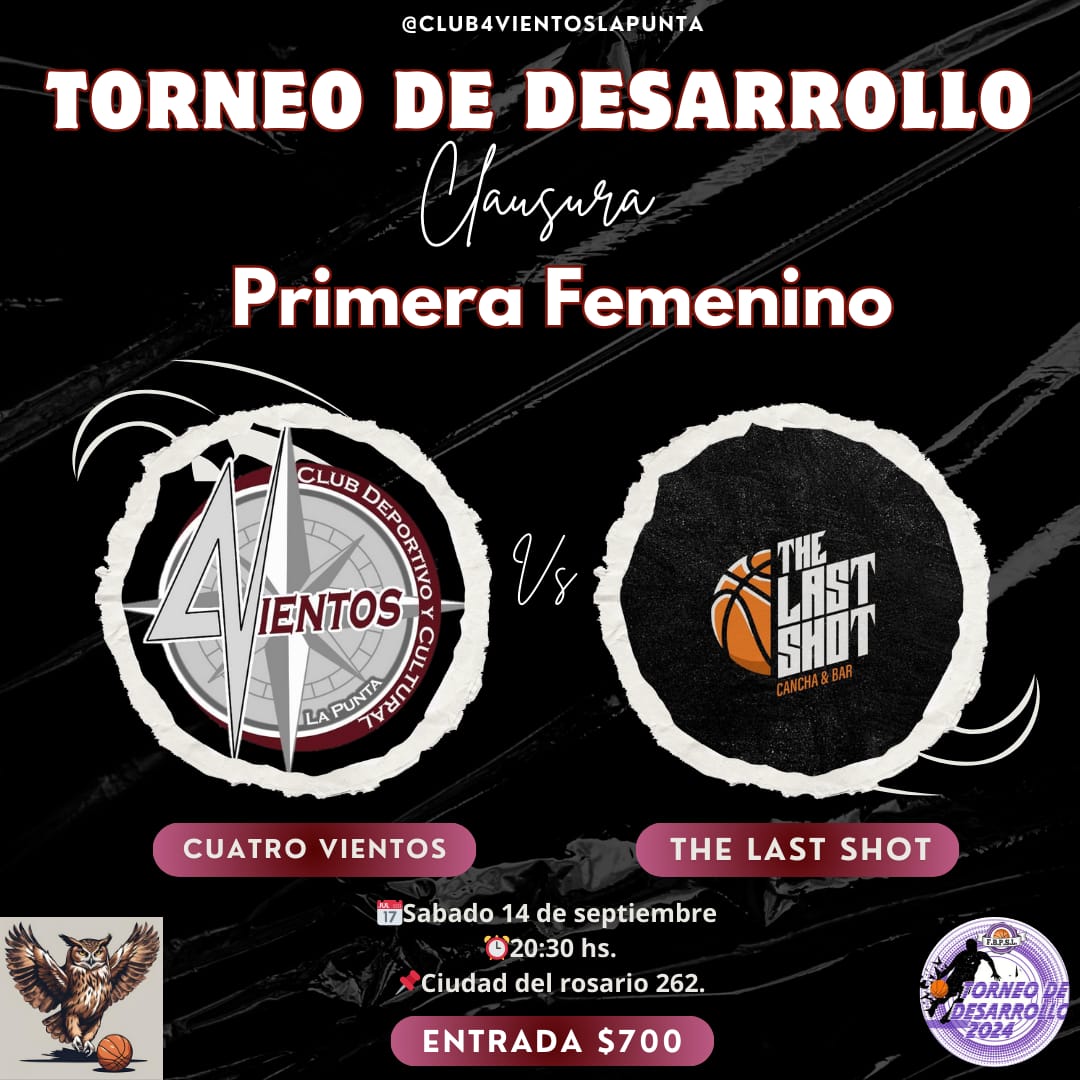 @CLUB4VIENTOSLAPUNTA
TORNEO DE DESARROLLO
Clausura
Primera Femenino
4VIENTOS
CLUB DEPORTIVO Y CULTURAL
LA PUNTA
Vs
THE
LAST
SHOT
CANCHA & BAR
CUATRO VIENTOS
THE LAST SHOT
JUL 17
Sabado 14 de septiembre
20:30 hs.
Ciudad del rosario 262.
ENTRADA $700
F.B.P.S.L.
TORNEO DE
DESARROLLO
2024